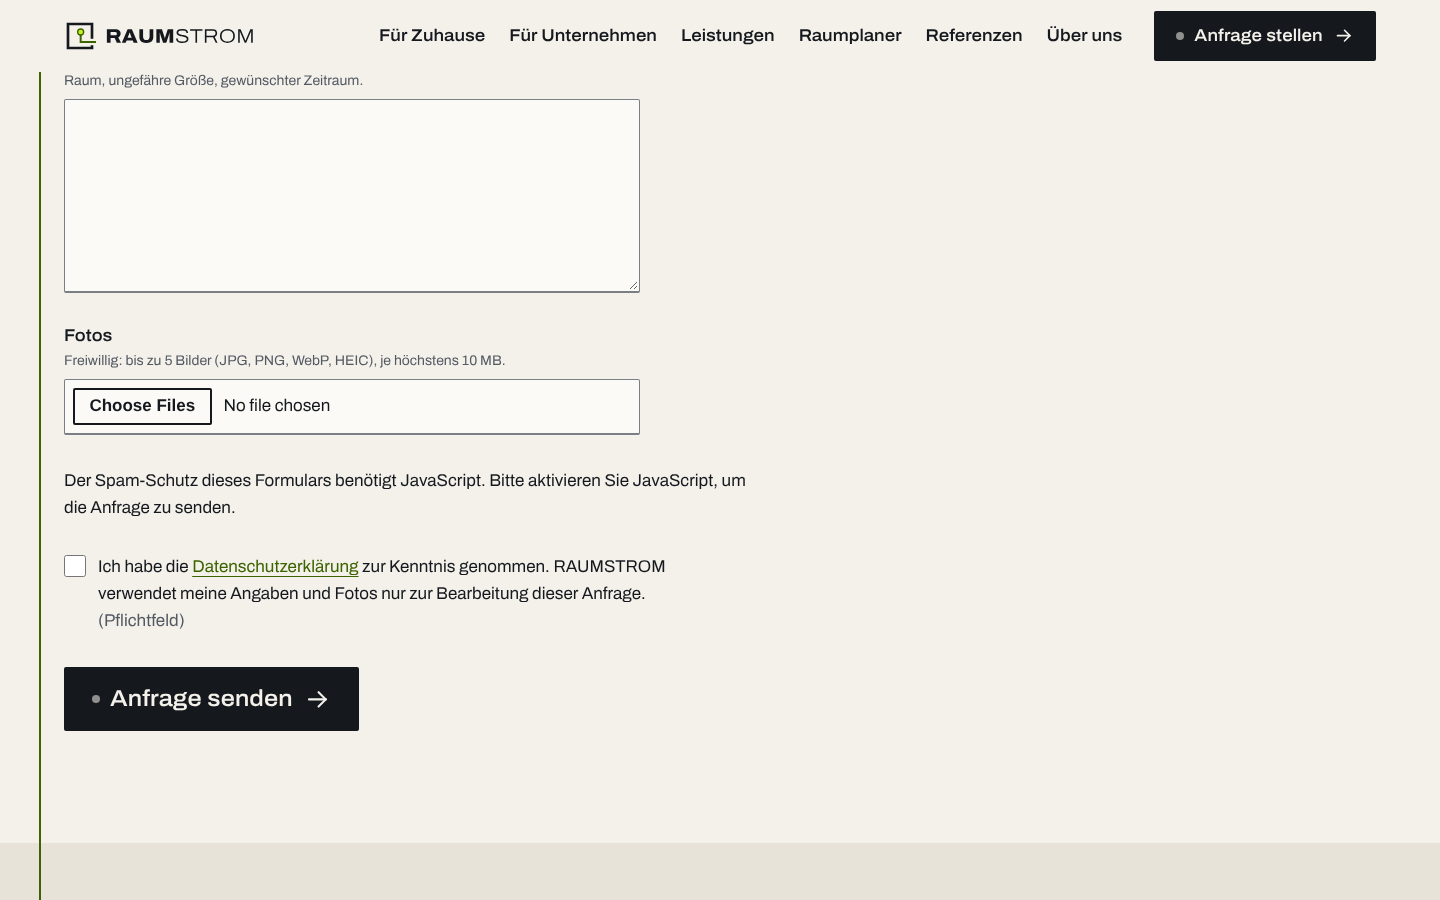 RAUMSTROM
Für Zuhause
Für Unternehmen
Leistungen
Raumplaner
Referenzen
Über uns
Anfrage stellen
Raum, ungefähre Größe, gewünschter Zeitraum.
Fotos
Freiwillig: bis zu 5 Bilder (JPG, PNG, WebP, HEIC), je höchstens 10 MB.
Choose Files No file chosen
Der Spam-Schutz dieses Formulars benötigt JavaScript. Bitte aktivieren Sie JavaScript, um
die Anfrage zu senden.
Ich habe die Datenschutzerklärung zur Kenntnis genommen. RAUMSTROM
verwendet meine Angaben und Fotos nur zur Bearbeitung dieser Anfrage.
(Pflichtfeld)
Anfrage senden